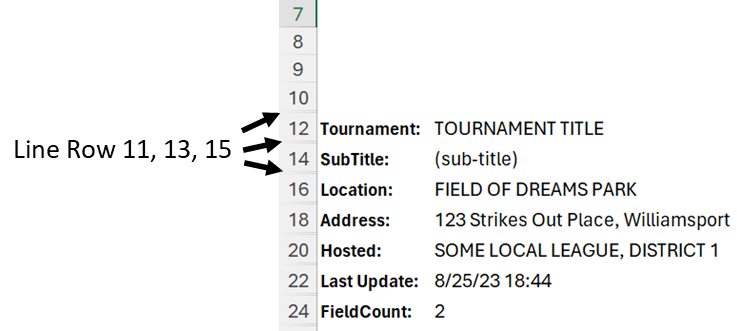 7
8
9
10
Line Row 11, 13, 15
12 Tournament: TOURNAMENT TITLE
14 SubTitle: (sub-title)
16 Location: FIELD OF DREAMS PARK
18 Address: 123 Strikes Out Place, Williamsport
20 Hosted: SOME LOCAL LEAGUE, DISTRICT 1
22 Last Update: 8/25/23 18:44
24 FieldCount: 2